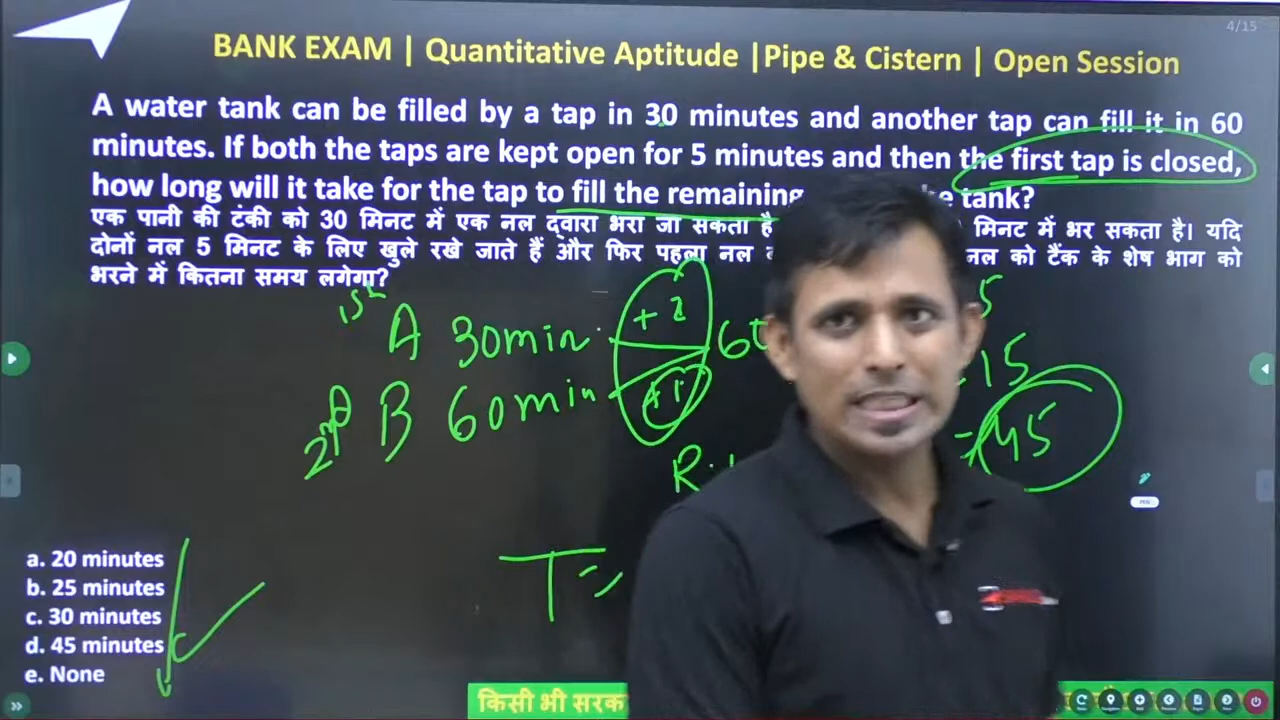 4/15
BANK EXAM | Quantitative Aptitude |Pipe & Cistern | Open Session
A water tank can be filled by a tap in 30 minutes and another tap can fill it in 60
minutes. If both the taps are kept open for 5 minutes and then the first tap is closed,
how long will it take for the tap to fill the remaining tank?
एक पानी की टंकी को 30 मिनट में एक नल द्वारा भरा जा सकता है मिनट में भर सकता है। यदि
दोनों नल 5 मिनट के लिए खुले रखे जाते हैं और फिर पहला नल नल को टैंक के शेष भाग को
भरने में कितना समय लगेगा?
1st A 30min +2 60 5
2nd B 60min +1 15
= 45
T =
a. 20 minutes
b. 25 minutes
c. 30 minutes
d. 45 minutes
e. None
किसी भी